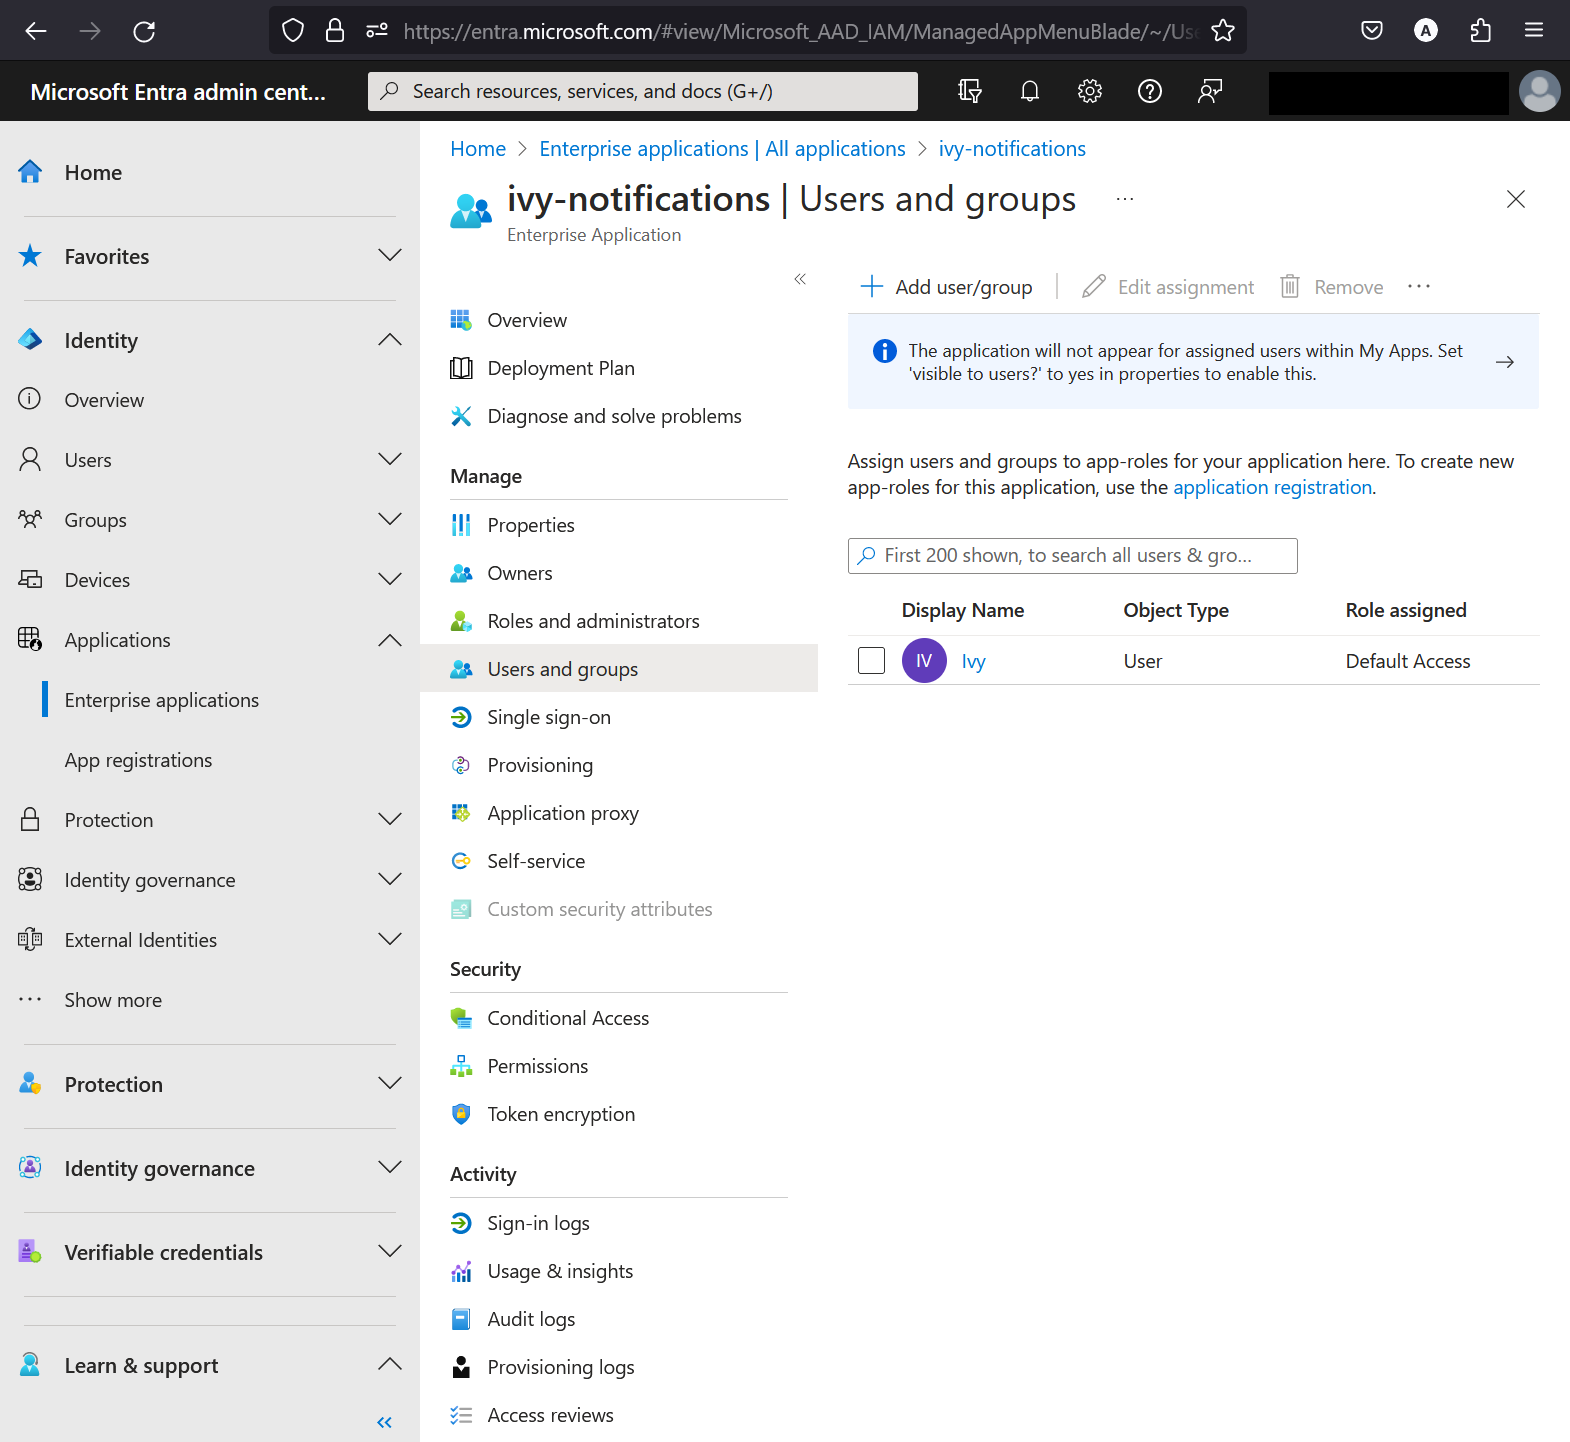 https://entra.microsoft.com/#view/Microsoft_AAD_IAM/ManagedAppMenuBlade/~/Use
A
Microsoft Entra admin cent...
Search resources, services, and docs (G+/)
Home
Favorites
Identity
Overview
Users
Groups
Devices
Applications
Enterprise applications
App registrations
Protection
Identity governance
External Identities
Show more
Protection
Identity governance
Verifiable credentials
Learn & support
Home > Enterprise applications | All applications > ivy-notifications
ivy-notifications | Users and groups
Enterprise Application
Overview
Deployment Plan
Diagnose and solve problems
Manage
Properties
Owners
Roles and administrators
Users and groups
Single sign-on
Provisioning
Application proxy
Self-service
Custom security attributes
Security
Conditional Access
Permissions
Token encryption
Activity
Sign-in logs
Usage & insights
Audit logs
Provisioning logs
Access reviews
Add user/group | Edit assignment Remove
The application will not appear for assigned users within My Apps. Set
'visible to users?' to yes in properties to enable this.
Assign users and groups to app-roles for your application here. To create new
app-roles for this application, use the application registration.
First 200 shown, to search all users & gro...
Display Name Object Type Role assigned
IV Ivy User Default Access